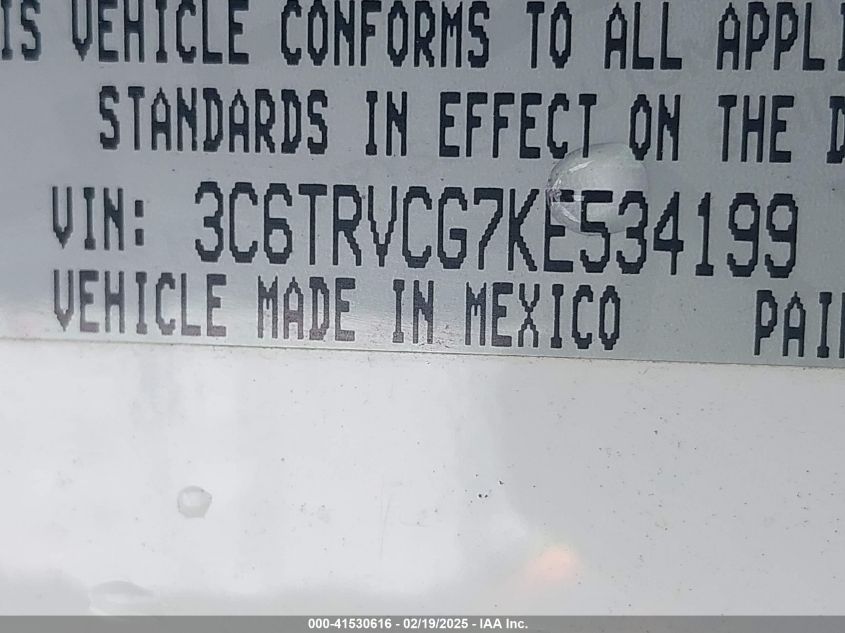 IS VEHICLE CONFORMS TO ALL APPLI
STANDARDS IN EFFECT ON THE D
VIN: 3C6TRVCG7KE534199
VEHICLE MADE IN MEXICO PAI
000-41530616 - 02/19/2025 - IAA Inc.